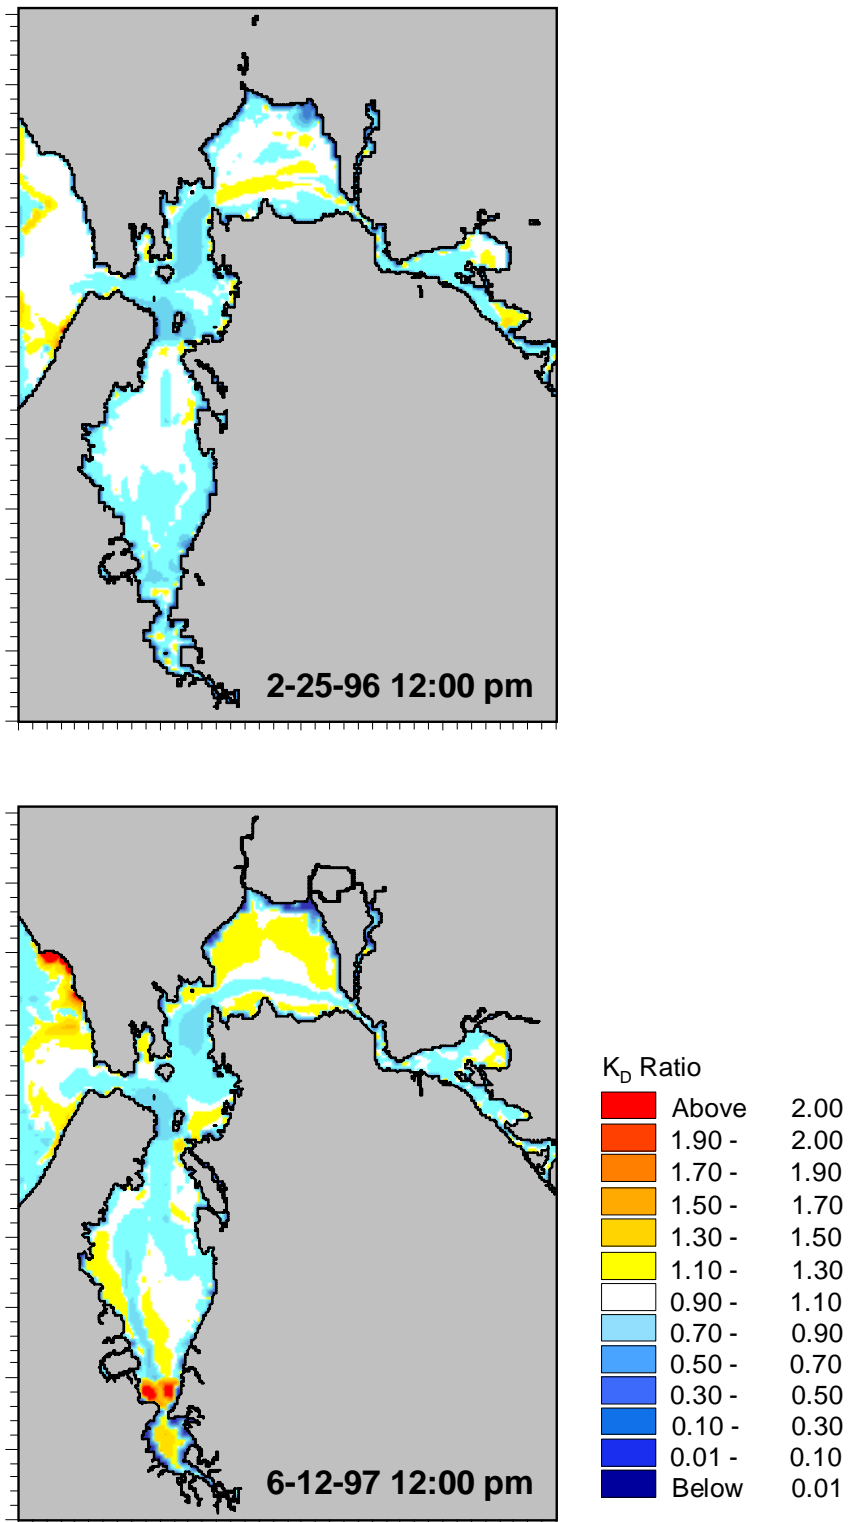 2-25-96 12:00 pm
6-12-97 12:00 pm
K_D Ratio
Above 2.00
1.90 - 2.00
1.70 - 1.90
1.50 - 1.70
1.30 - 1.50
1.10 - 1.30
0.90 - 1.10
0.70 - 0.90
0.50 - 0.70
0.30 - 0.50
0.10 - 0.30
0.01 - 0.10
Below 0.01